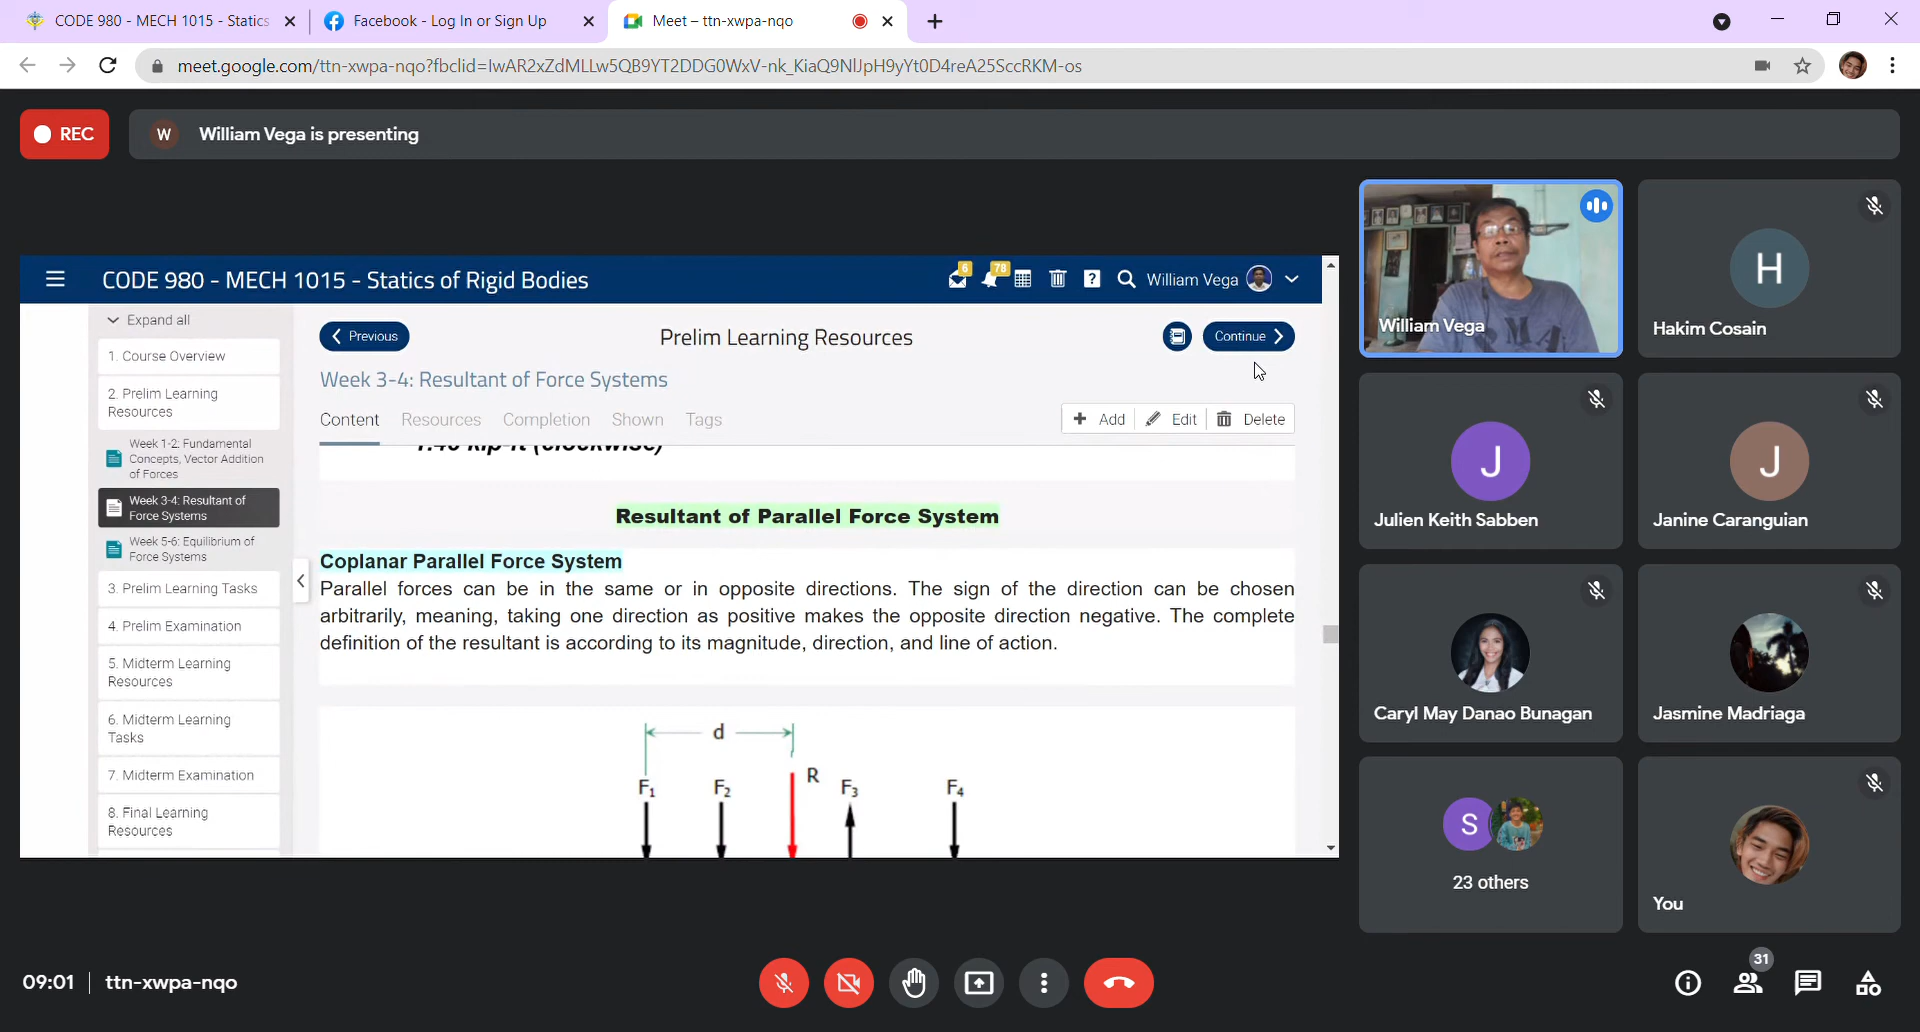 CODE 980 - MECH 1015 - Statics
Facebook - Log In or Sign Up
Meet – ttn-xwpa-nqo
meet.google.com/ttn-xwpa-nqo?fbclid=IwAR2xZdMLLw5QB9YT2DDG0WxV-nk_KiaQ9NlJpH9yYt0D4reA25SccRKM-os
REC
W
William Vega is presenting
CODE 980 - MECH 1015 - Statics of Rigid Bodies
6
78
?
William Vega
Expand all
1. Course Overview
2. Prelim Learning
Resources
Week 1-2: Fundamental
Concepts, Vector Addition
of Forces
Week 3-4: Resultant of
Force Systems
Week 5-6: Equilibrium of
Force Systems
3. Prelim Learning Tasks
4. Prelim Examination
5. Midterm Learning
Resources
6. Midterm Learning
Tasks
7. Midterm Examination
8. Final Learning
Resources
Previous
Prelim Learning Resources
Continue
Week 3-4: Resultant of Force Systems
Content
Resources
Completion
Shown
Tags
Add
Edit
Delete
Resultant of Parallel Force System
Coplanar Parallel Force System
Parallel forces can be in the same or in opposite directions. The sign of the direction can be chosen
arbitrarily, meaning, taking one direction as positive makes the opposite direction negative. The complete
definition of the resultant is according to its magnitude, direction, and line of action.
d
F₁
F₂
R
F₃
F₄
William Vega
H
Hakim Cosain
J
Julien Keith Sabben
J
Janine Caranguian
Caryl May Danao Bunagan
Jasmine Madriaga
S
23 others
You
09:01
ttn-xwpa-nqo
31